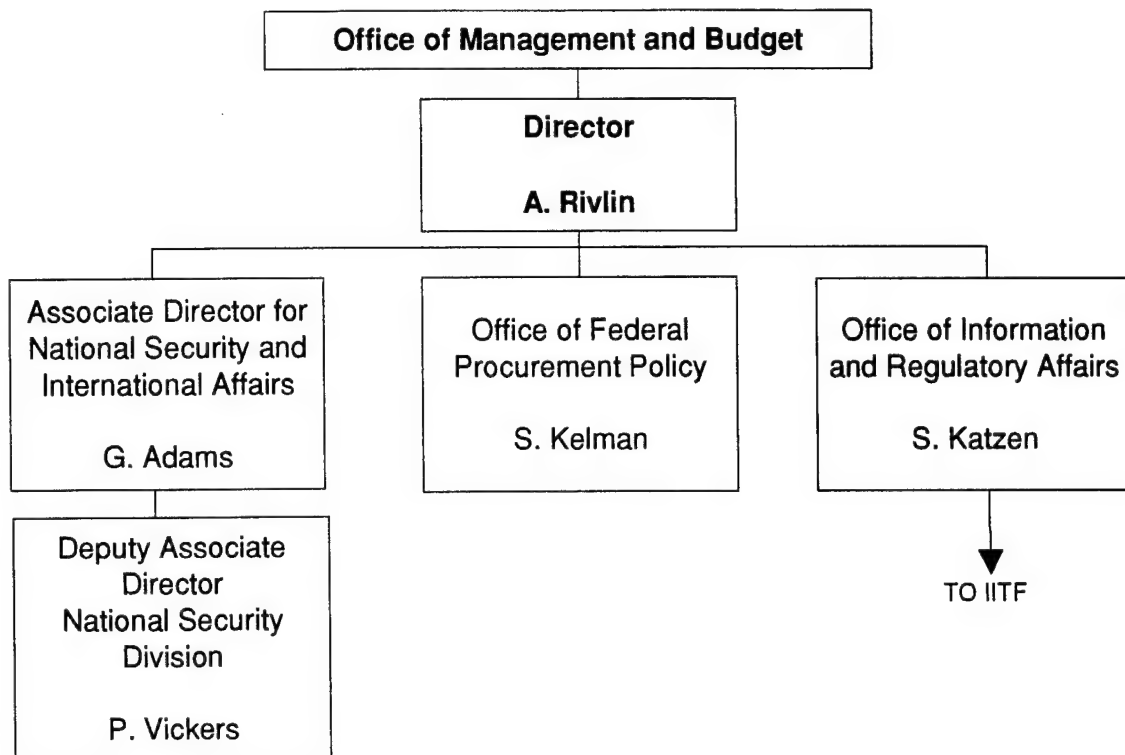 Office of Management and Budget
Director
A. Rivlin
Associate Director for
National Security and
International Affairs
G. Adams
Office of Federal
Procurement Policy
S. Kelman
Office of Information
and Regulatory Affairs
S. Katzen
Deputy Associate
Director
National Security
Division
P. Vickers
TO IITF